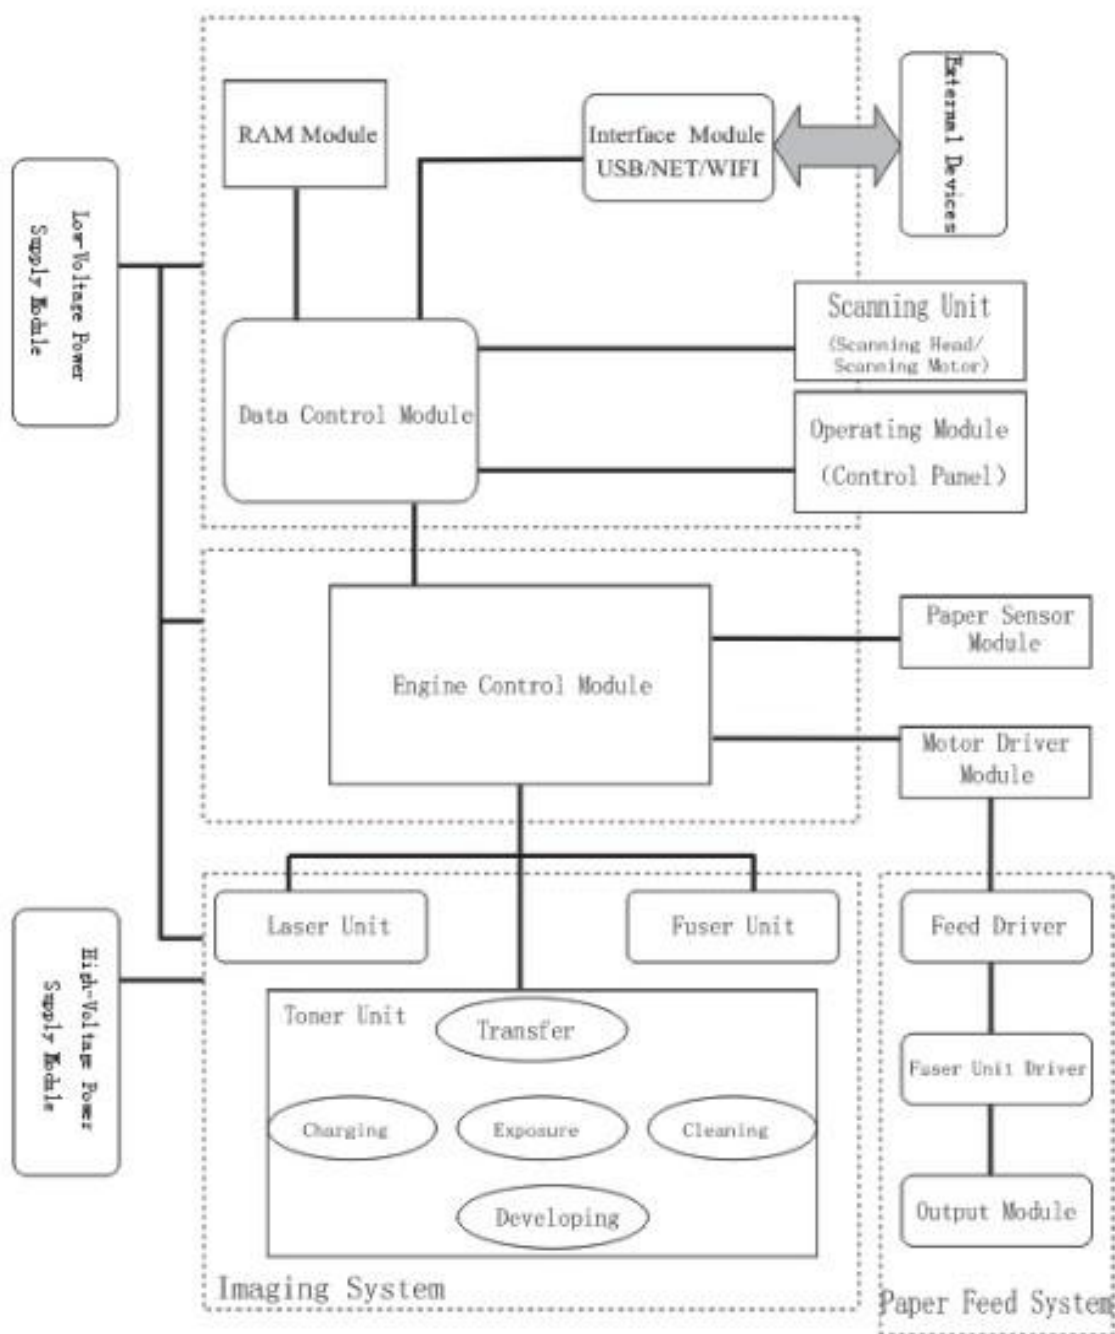 RAM Module
Interface Module
USB/NET/WIFI
External Devices
Low-Voltage Power
Supply Module
Scanning Unit
(Scanning Head/
Scanning Motor)
Data Control Module
Operating Module
(Control Panel)
Engine Control Module
Paper Sensor
Module
Motor Driver
Module
High-Voltage Power
Supply Module
Laser Unit
Fuser Unit
Feed Driver
Toner Unit
Transfer
Charging
Exposure
Cleaning
Developing
Fuser Unit Driver
Output Module
Imaging System
Paper Feed System